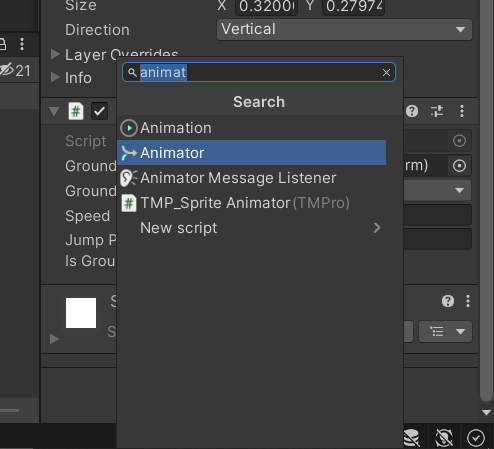 Size X 0.3200 Y 0.27974
Direction Vertical
21
Layer Overrides
Info
animat
Search
Animation
Animator
Animator Message Listener
TMP_Sprite Animator (TMPro)
New script
Script
Ground rm)
Ground
Speed
Jump P
Is Grou
S
S